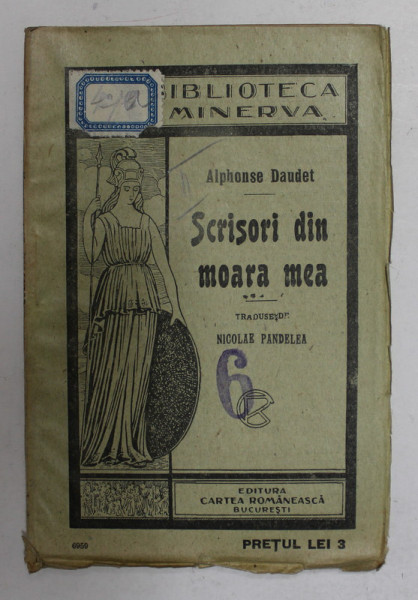 BIBLIOTECA
MINERVA
Alphonse Daudet
Scrisori din
moara mea
TRADUSE DE
NICOLAE PANDELEA
6
EDITURA
CARTEA ROMÂNEASCĂ
BUCUREȘTI
6959
PREȚUL LEI 3